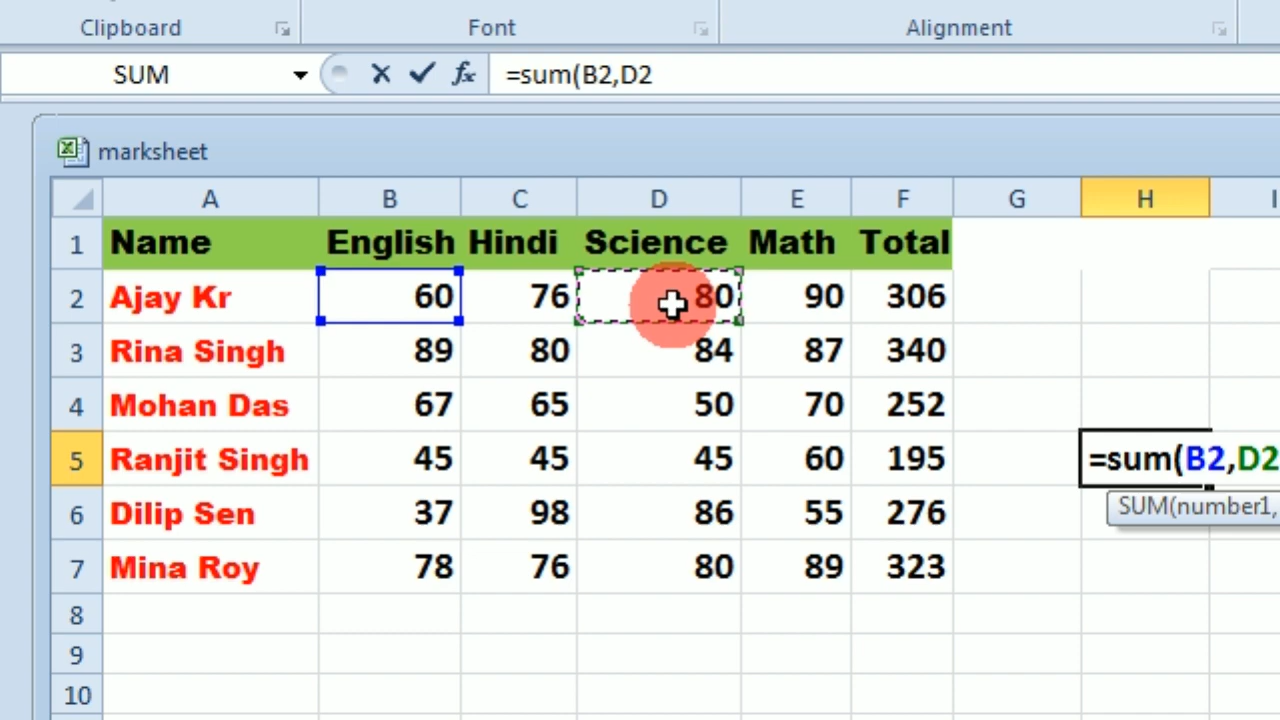 Clipboard Font Alignment
SUM fx =sum(B2,D2
marksheet
A B C D E F G H I
1 Name English Hindi Science Math Total
2 Ajay Kr 60 76 80 90 306
3 Rina Singh 89 80 84 87 340
4 Mohan Das 67 65 50 70 252
5 Ranjit Singh 45 45 45 60 195 =sum(B2,D2
6 Dilip Sen 37 98 86 55 276 SUM(number1,
7 Mina Roy 78 76 80 89 323
8
9
10